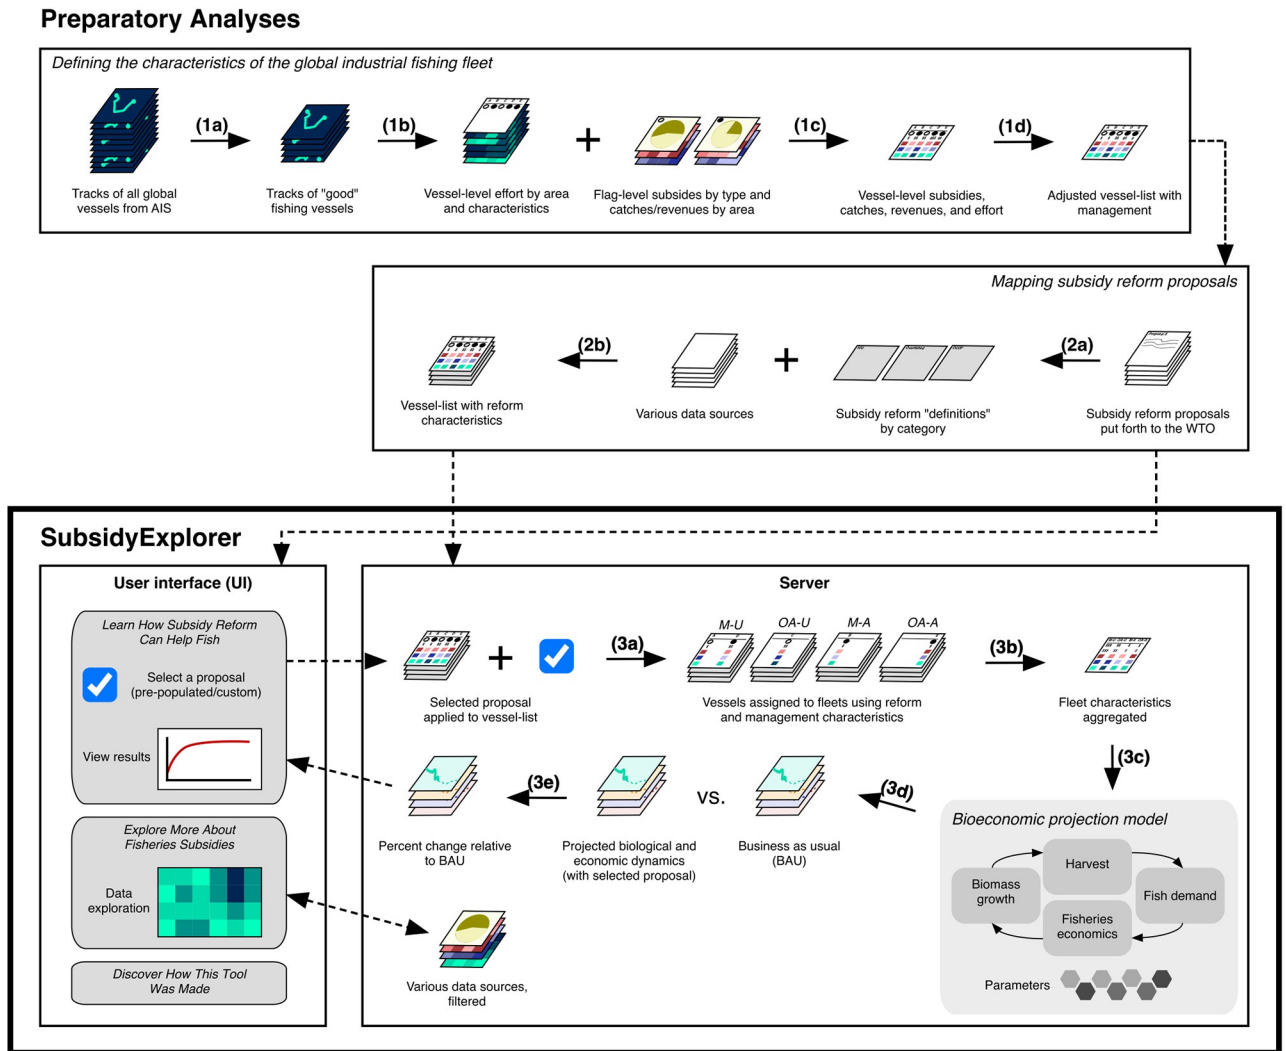 Preparatory Analyses
Defining the characteristics of the global industrial fishing fleet
(1a)
(1b)
(1c)
(1d)
Tracks of all global
vessels from AIS
Tracks of "good"
fishing vessels
Vessel-level effort by area
and characteristics
Flag-level subsides by type and
catches/revenues by area
Vessel-level subsidies,
catches, revenues, and effort
Adjusted vessel-list with
management
Mapping subsidy reform proposals
(2b)
(2a)
Vessel-list with reform
characteristics
Various data sources
Subsidy reform "definitions"
by category
Subsidy reform proposals
put forth to the WTO
SubsidyExplorer
User interface (UI)
Learn How Subsidy Reform
Can Help Fish
Select a proposal
(pre-populated/custom)
View results
Explore More About
Fisheries Subsidies
Data
exploration
Discover How This Tool
Was Made
Server
(3a)
M-U
OA-U
M-A
OA-A
(3b)
Selected proposal
applied to vessel-list
Vessels assigned to fleets using reform
and management characteristics
Fleet characteristics
aggregated
(3c)
(3e)
vs.
(3d)
Percent change relative
to BAU
Projected biological and
economic dynamics
(with selected proposal)
Business as usual
(BAU)
Various data sources,
filtered
Bioeconomic projection model
Harvest
Biomass
growth
Fish demand
Fisheries
economics
Parameters